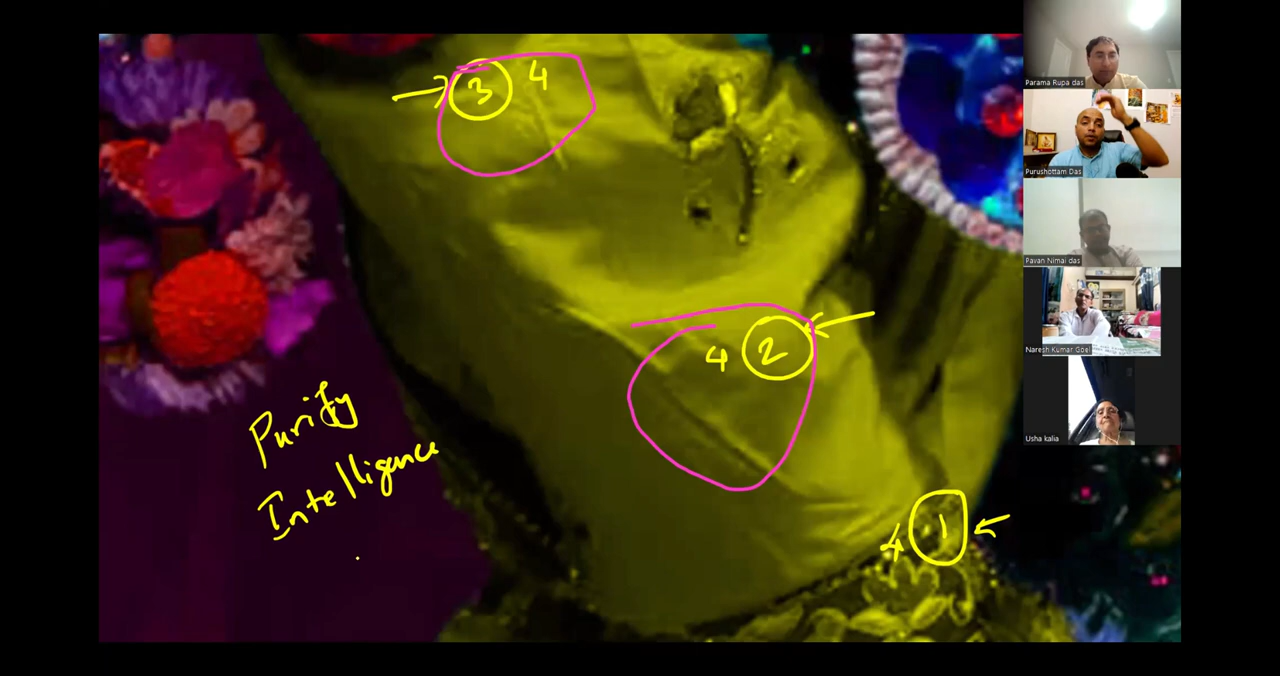 3 4
4 2
Purify
Intelligence
4 1
Parama Rupa das
Purushottam Das
Pavan Nimai das
Naresh Kumar Goel
Usha kalia